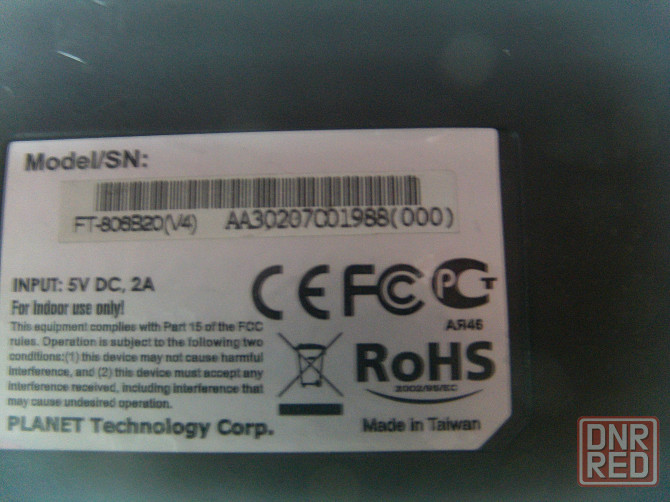 Model/SN:
FT-806B20(V4) AA30207C01988(000)
INPUT: 5V DC, 2A
For Indoor use only!
This equipment complies with Part 15 of the FCC
rules. Operation is subject to the following two
conditions:(1) this device may not cause harmful
interference, and (2) this device must accept any
interference received, including interference that
may cause undesired operation.
CE FC РСТ
АЯ46
RoHS
2002/95/EC
PLANET Technology Corp.
Made in Taiwan
DNR
RED